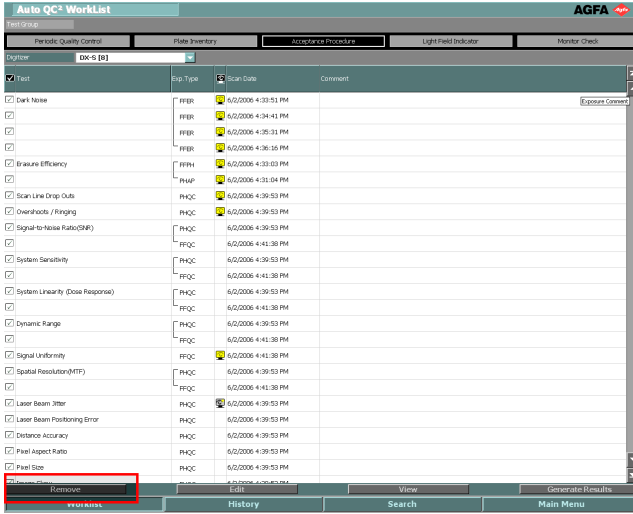 Auto QC² WorkList
AGFA
Agfa
Test Group
Periodic Quality Control Plate Inventory Acceptance Procedure Light Field Indicator Monitor Check
Digitizer DX-S [8]
Test Exp.Type Scan Date Comment
Dark Noise FFER 6/2/2006 4:33:51 PM
Exposure Comment
FFER 6/2/2006 4:34:41 PM
FFER 6/2/2006 4:35:31 PM
FFER 6/2/2006 4:36:16 PM
Erasure Efficiency FFPH 6/2/2006 4:33:03 PM
PHAP 6/2/2006 4:31:04 PM
Scan Line Drop Outs PHQC 6/2/2006 4:39:53 PM
Overshoots / Ringing PHQC 6/2/2006 4:39:53 PM
Signal-to-Noise Ratio(SNR) PHQC 6/2/2006 4:39:53 PM
FFQC 6/2/2006 4:41:38 PM
System Sensitivity PHQC 6/2/2006 4:39:53 PM
FFQC 6/2/2006 4:41:38 PM
System Linearity (Dose Response) PHQC 6/2/2006 4:39:53 PM
FFQC 6/2/2006 4:41:38 PM
Dynamic Range PHQC 6/2/2006 4:39:53 PM
FFQC 6/2/2006 4:41:38 PM
Signal Uniformity FFQC 6/2/2006 4:41:38 PM
Spatial Resolution(MTF) PHQC 6/2/2006 4:39:53 PM
FFQC 6/2/2006 4:41:38 PM
Laser Beam Jitter PHQC 6/2/2006 4:39:53 PM
Laser Beam Positioning Error PHQC 6/2/2006 4:39:53 PM
Distance Accuracy PHQC 6/2/2006 4:39:53 PM
Pixel Aspect Ratio PHQC 6/2/2006 4:39:53 PM
Pixel Size PHQC 6/2/2006 4:39:53 PM
Remove Edit View Generate Results
Worklist History Search Main Menu